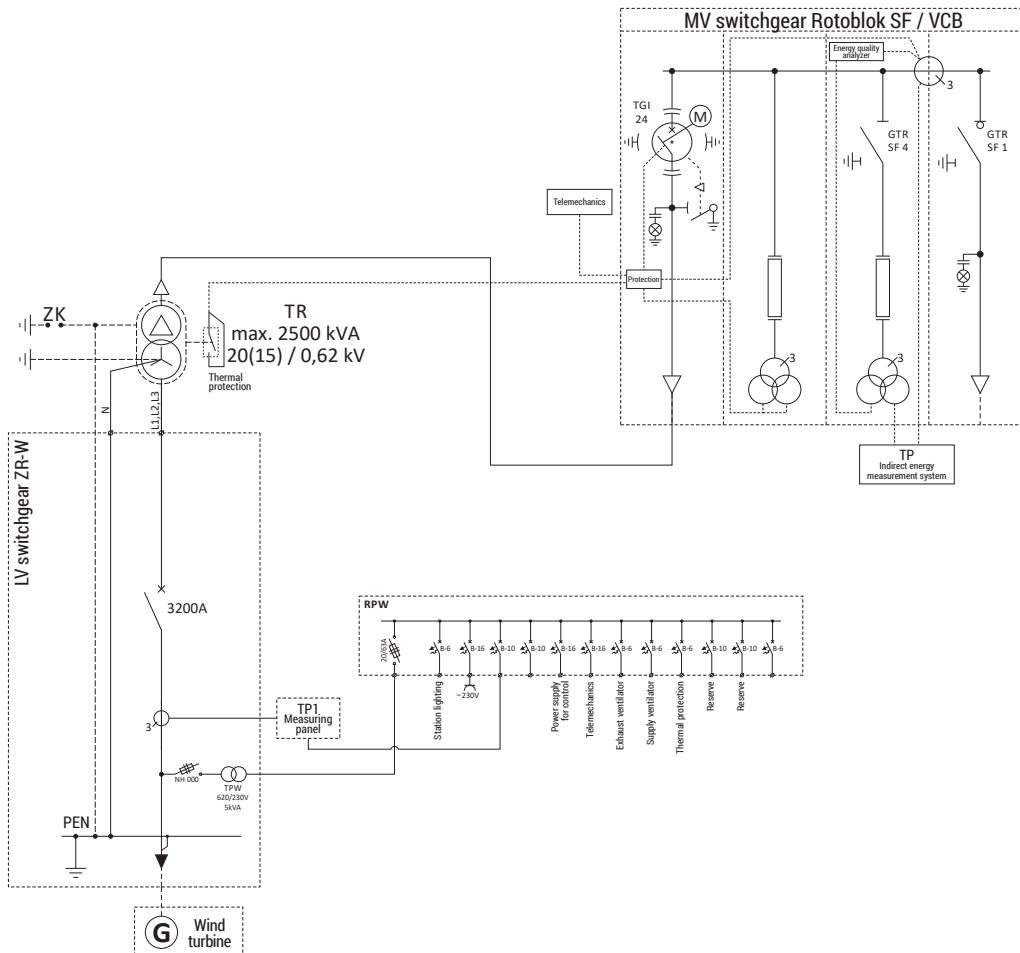 MV switchgear Rotoblok SF / VCB
Energy quality
analyzer
3
TGI
24
M
GTR
SF 4
GTR
SF 1
Telemechanics
Protection
ZK
TR
max. 2500 kVA
20(15) / 0,62 kV
Thermal
protection
3
3
N
L1,L2,L3
TP
Indirect energy
measurement system
LV switchgear ZR-W
3200A
RPW
20/63A
B-6
B-16
B-10
B-10
B-16
B-16
B-6
B-6
B-6
B-10
B-10
B-6
~230V
Station lighting
Power supply
for control
Telemechanics
Exhaust ventilator
Supply ventilator
Thermal protection
Reserve
Reserve
TP1
Measuring
panel
3
NH 000
TPW
620/230V
5kVA
PEN
G
Wind
turbine